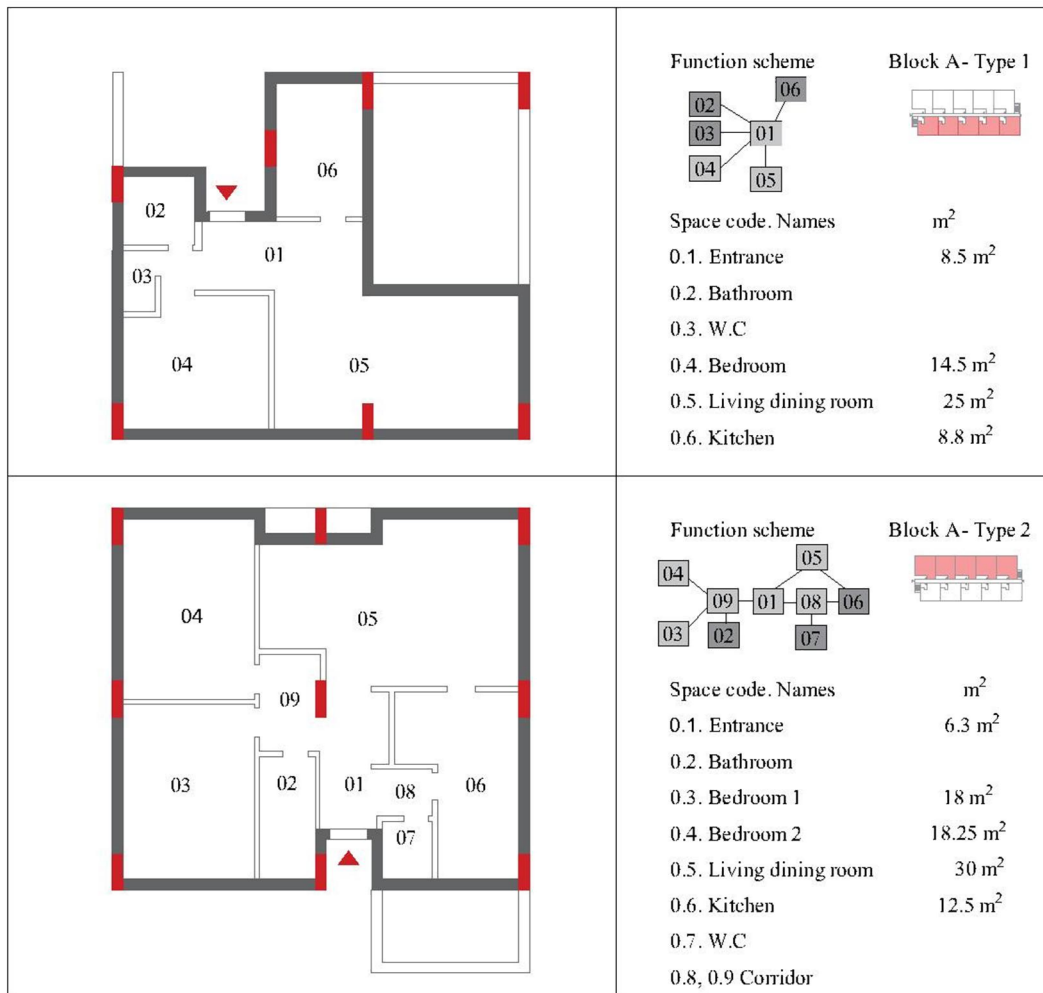 06
02
03
01
04
05
Function scheme
Block A- Type 1
06
02
03
01
04
05
Space code. Names m²
0.1. Entrance 8.5 m²
0.2. Bathroom
0.3. W.C
0.4. Bedroom 14.5 m²
0.5. Living dining room 25 m²
0.6. Kitchen 8.8 m²
04
05
09
03
02
01
08
06
07
Function scheme
Block A- Type 2
05
04
09
01
08
06
03
02
07
Space code. Names m²
0.1. Entrance 6.3 m²
0.2. Bathroom
0.3. Bedroom 1 18 m²
0.4. Bedroom 2 18.25 m²
0.5. Living dining room 30 m²
0.6. Kitchen 12.5 m²
0.7. W.C
0.8, 0.9 Corridor